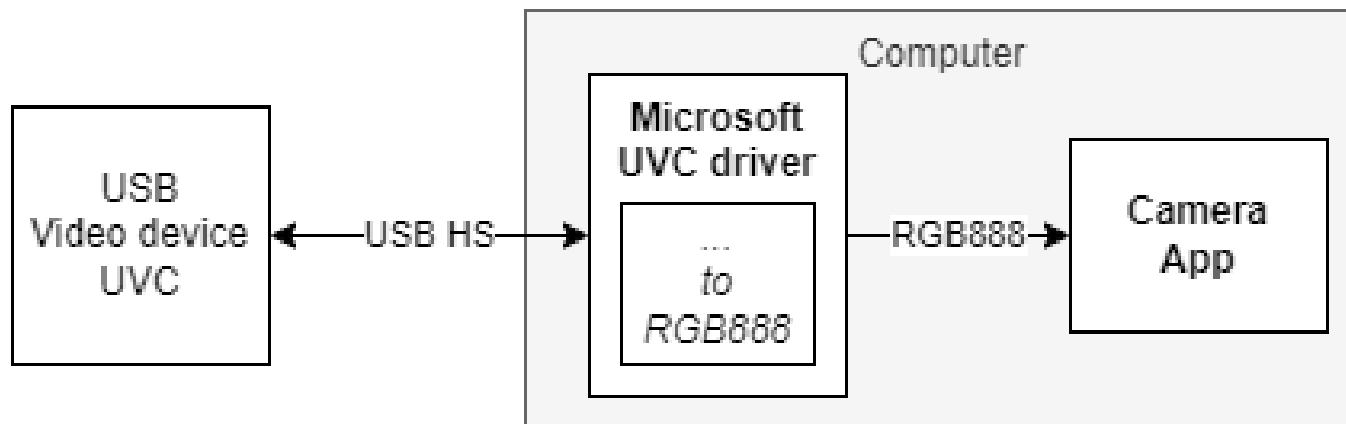 Computer
USB
Video device
UVC
USB HS
Microsoft
UVC driver
...
to
RGB888
RGB888
Camera
App